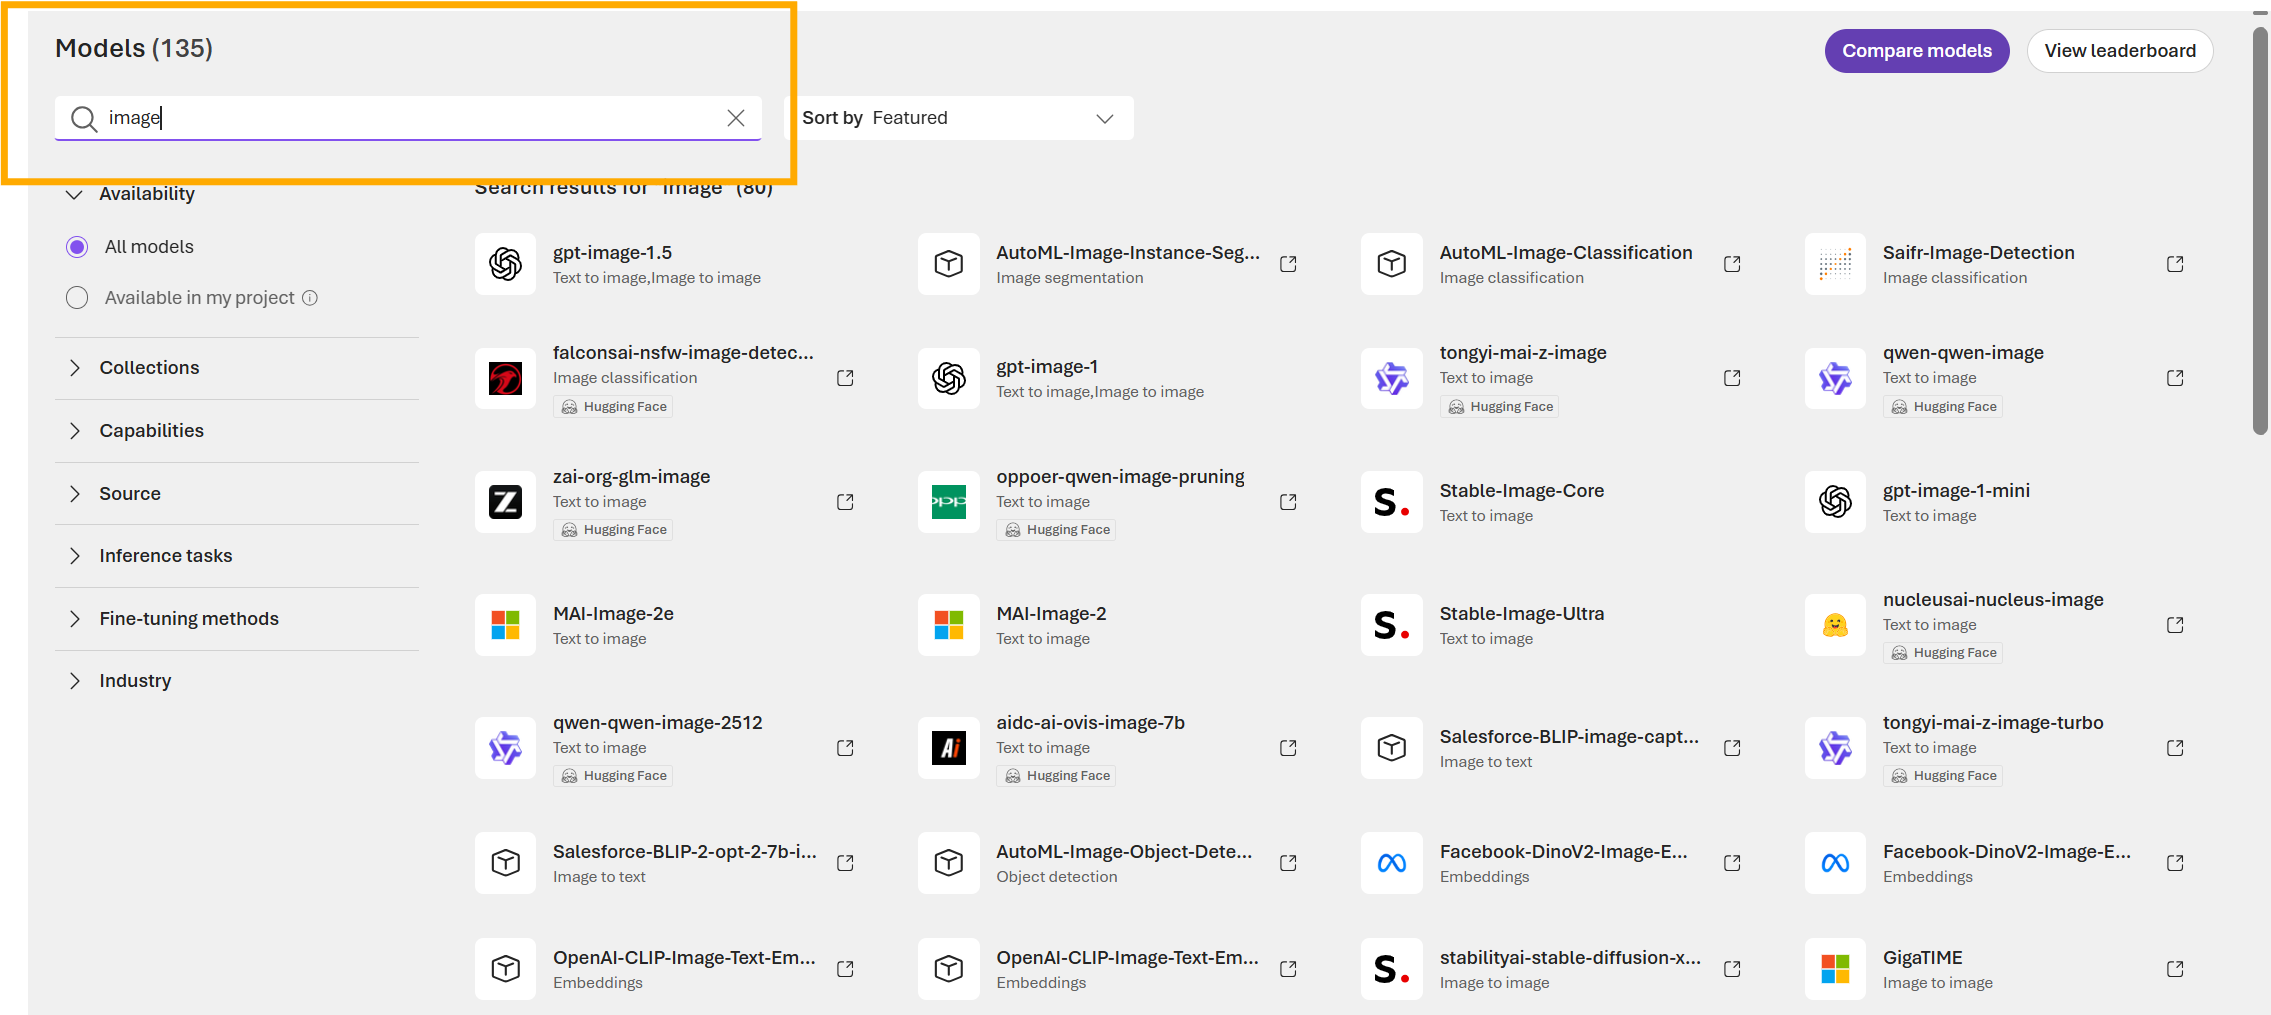 Models (135)
Compare models
View leaderboard
image
Sort by Featured
Availability
Search results for "image" (80)
All models
Available in my project
Collections
Capabilities
Source
Inference tasks
Fine-tuning methods
Industry
gpt-image-1.5
Text to image,Image to image
AutoML-Image-Instance-Seg...
Image segmentation
AutoML-Image-Classification
Image classification
Saifr-Image-Detection
Image classification
falconsai-nsfw-image-detec...
Image classification
Hugging Face
gpt-image-1
Text to image,Image to image
tongyi-mai-z-image
Text to image
Hugging Face
qwen-qwen-image
Text to image
Hugging Face
zai-org-glm-image
Text to image
Hugging Face
oppoer-qwen-image-pruning
Text to image
Hugging Face
Stable-Image-Core
Text to image
gpt-image-1-mini
Text to image
MAI-Image-2e
Text to image
MAI-Image-2
Text to image
Stable-Image-Ultra
Text to image
nucleusai-nucleus-image
Text to image
Hugging Face
qwen-qwen-image-2512
Text to image
Hugging Face
aidc-ai-ovis-image-7b
Text to image
Hugging Face
Salesforce-BLIP-image-capt...
Image to text
tongyi-mai-z-image-turbo
Text to image
Hugging Face
Salesforce-BLIP-2-opt-2-7b-i...
Image to text
AutoML-Image-Object-Dete...
Object detection
Facebook-DinoV2-Image-E...
Embeddings
Facebook-DinoV2-Image-E...
Embeddings
OpenAI-CLIP-Image-Text-Em...
Embeddings
OpenAI-CLIP-Image-Text-Em...
Embeddings
stabilityai-stable-diffusion-x...
Image to image
GigaTIME
Image to image